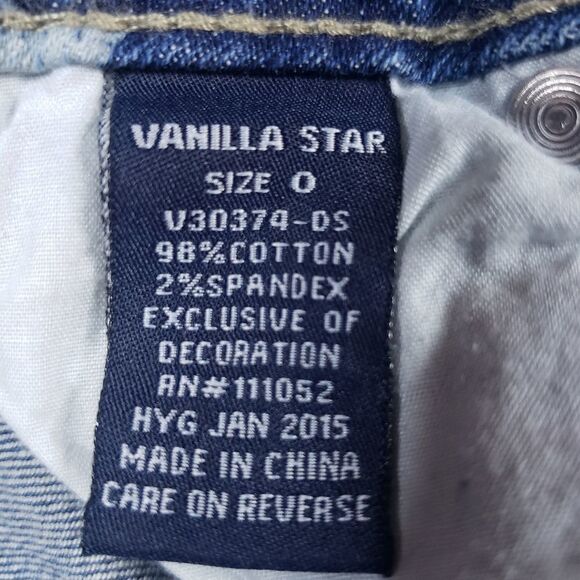 VANILLA STAR
SIZE 0
V30374-DS
98%COTTON
2%SPANDEX
EXCLUSIVE OF
DECORATION
RN#111052
HYG JAN 2015
MADE IN CHINA
CARE ON REVERSE